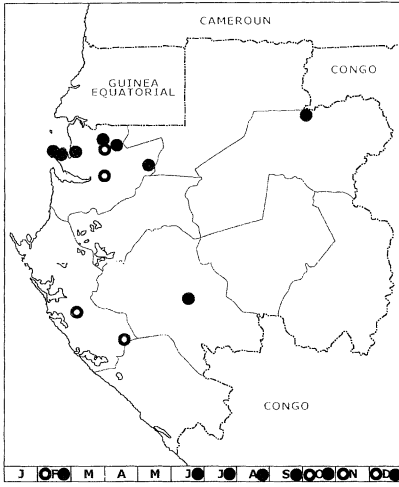 CAMEROUN
GUINEA
EQUATORIAL
CONGO
CONGO
J F M A M J J A S O N D